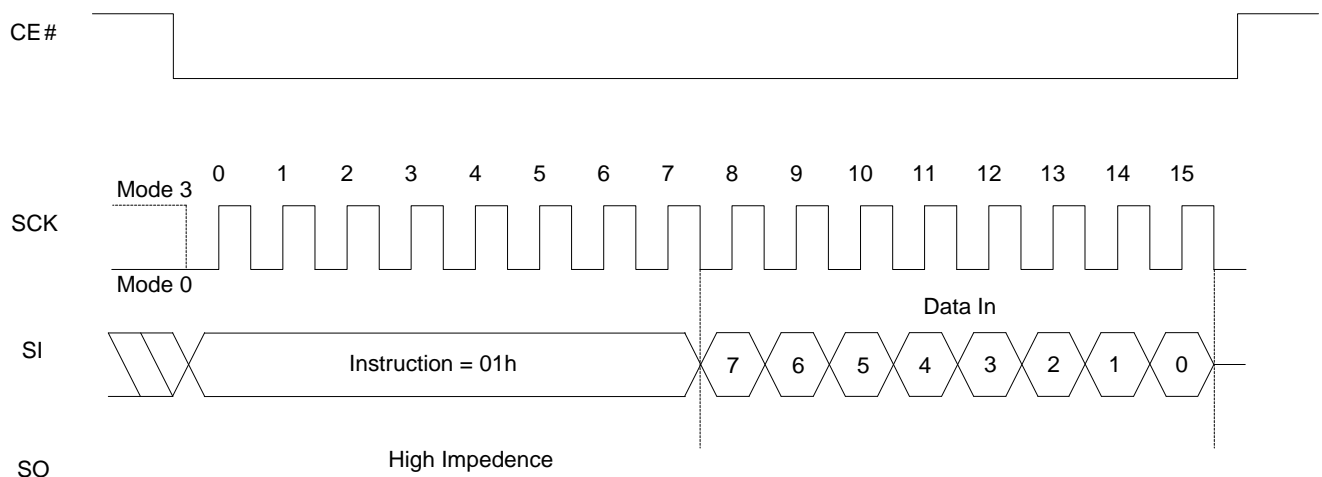 CE#
0 1 2 3 4 5 6 7 8 9 10 11 12 13 14 15
Mode 3
SCK
Mode 0
Data In
SI
Instruction = 01h
7 6 5 4 3 2 1 0
High Impedence
SO